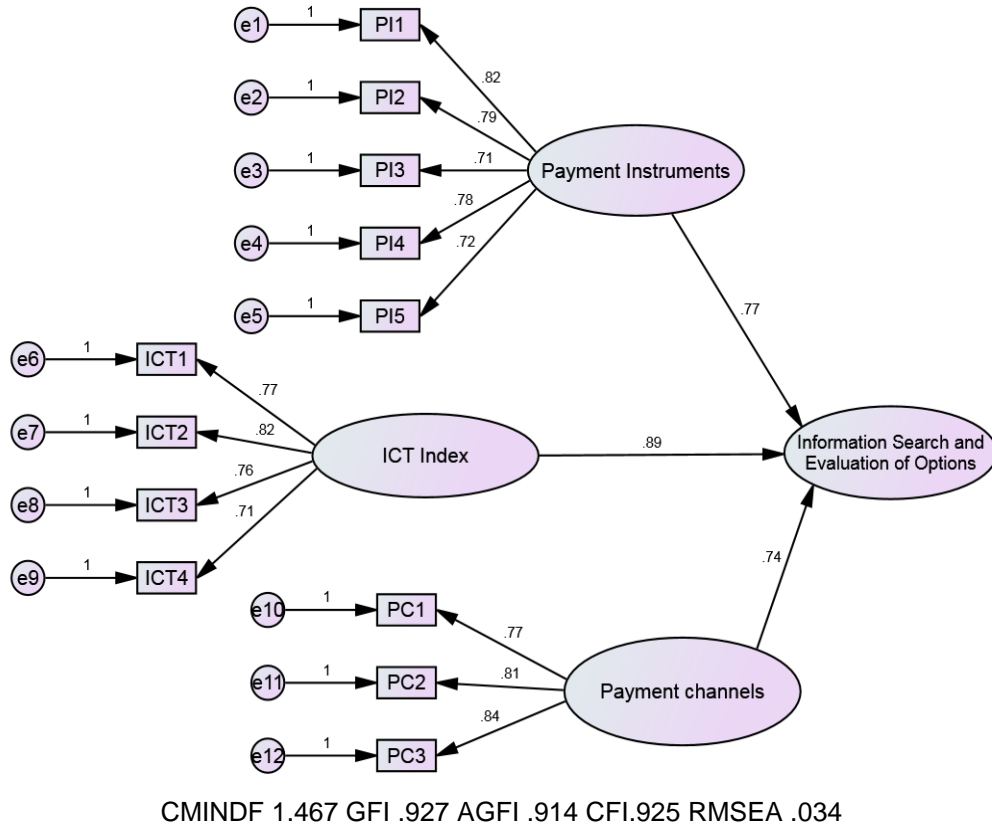 e1 1 PI1
.82
e2 1 PI2
.79
e3 1 PI3
.71
Payment Instruments
e4 1 PI4
.78
e5 1 PI5
.72
.77
e6 1 ICT1
.77
e7 1 ICT2
.82
ICT Index
.89
Information Search and
Evaluation of Options
e8 1 ICT3
.76
e9 1 ICT4
.71
.74
e10 1 PC1
.77
e11 1 PC2
.81
Payment channels
e12 1 PC3
.84
CMINDF 1.467 GFI .927 AGFI .914 CFI.925 RMSEA .034